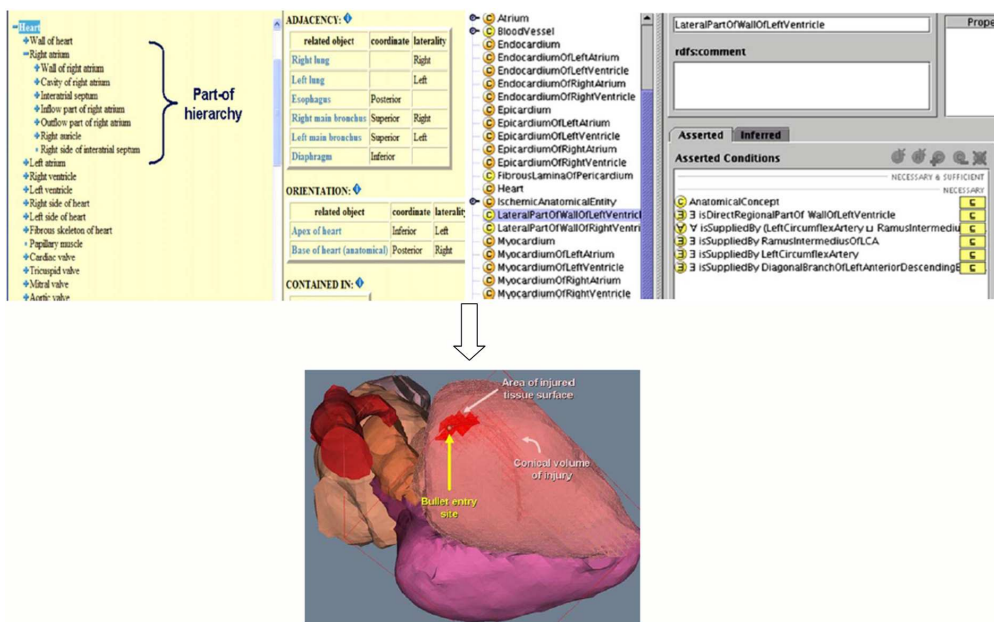 Heart
Wall of heart
Right atrium
Wall of right atrium
Cavity of right atrium
Interatrial septum
Inflow part of right atrium
Outflow part of right atrium
Right auricle
Right side of interatrial septum
Left atrium
Right ventricle
Left ventricle
Right side of heart
Left side of heart
Fibrous skeleton of heart
Papillary muscle
Cardiac valve
Tricuspid valve
Mitral valve
Aortic valve
Part-of
hierarchy
ADJACENCY:
related object coordinate laterality
Right lung Right
Left lung Left
Esophagus Posterior
Right main bronchus Superior Right
Left main bronchus Superior Left
Diaphragm Inferior
ORIENTATION:
related object coordinate laterality
Apex of heart Inferior Left
Base of heart (anatomical) Posterior Right
CONTAINED IN:
Atrium
BloodVessel
Endocardium
EndocardiumOfLeftAtrium
EndocardiumOfLeftVentricle
EndocardiumOfRightAtrium
EndocardiumOfRightVentricle
Epicardium
EpicardiumOfLeftAtrium
EpicardiumOfLeftVentricle
EpicardiumOfRightAtrium
EpicardiumOfRightVentricle
FibrousLaminaOfPericardium
Heart
IschemicAnatomicalEntity
LateralPartOfWallOfLeftVentricl
LateralPartOfWallOfRightVentri
Myocardium
MyocardiumOfLeftAtrium
MyocardiumOfLeftVentricle
MyocardiumOfRightAtrium
MyocardiumOfRightVentricle
LateralPartOfWallOfLeftVentricle
Prope
rdfs:comment
Asserted Inferred
Asserted Conditions
NECESSARY & SUFFICIENT
NECESSARY
AnatomicalConcept
∃ isDirectRegionalPartOf WallOfLeftVentricle
∀ isSuppliedBy (LeftCircumflexArtery ⊔ RamusIntermediu
∃ isSuppliedBy RamusIntermediusOfLCA
∃ isSuppliedBy LeftCircumflexArtery
∃ isSuppliedBy DiagonalBranchOfLeftAnteriorDescendingB
Area of injured
tissue surface
Conical volume
of injury
Bullet entry
site